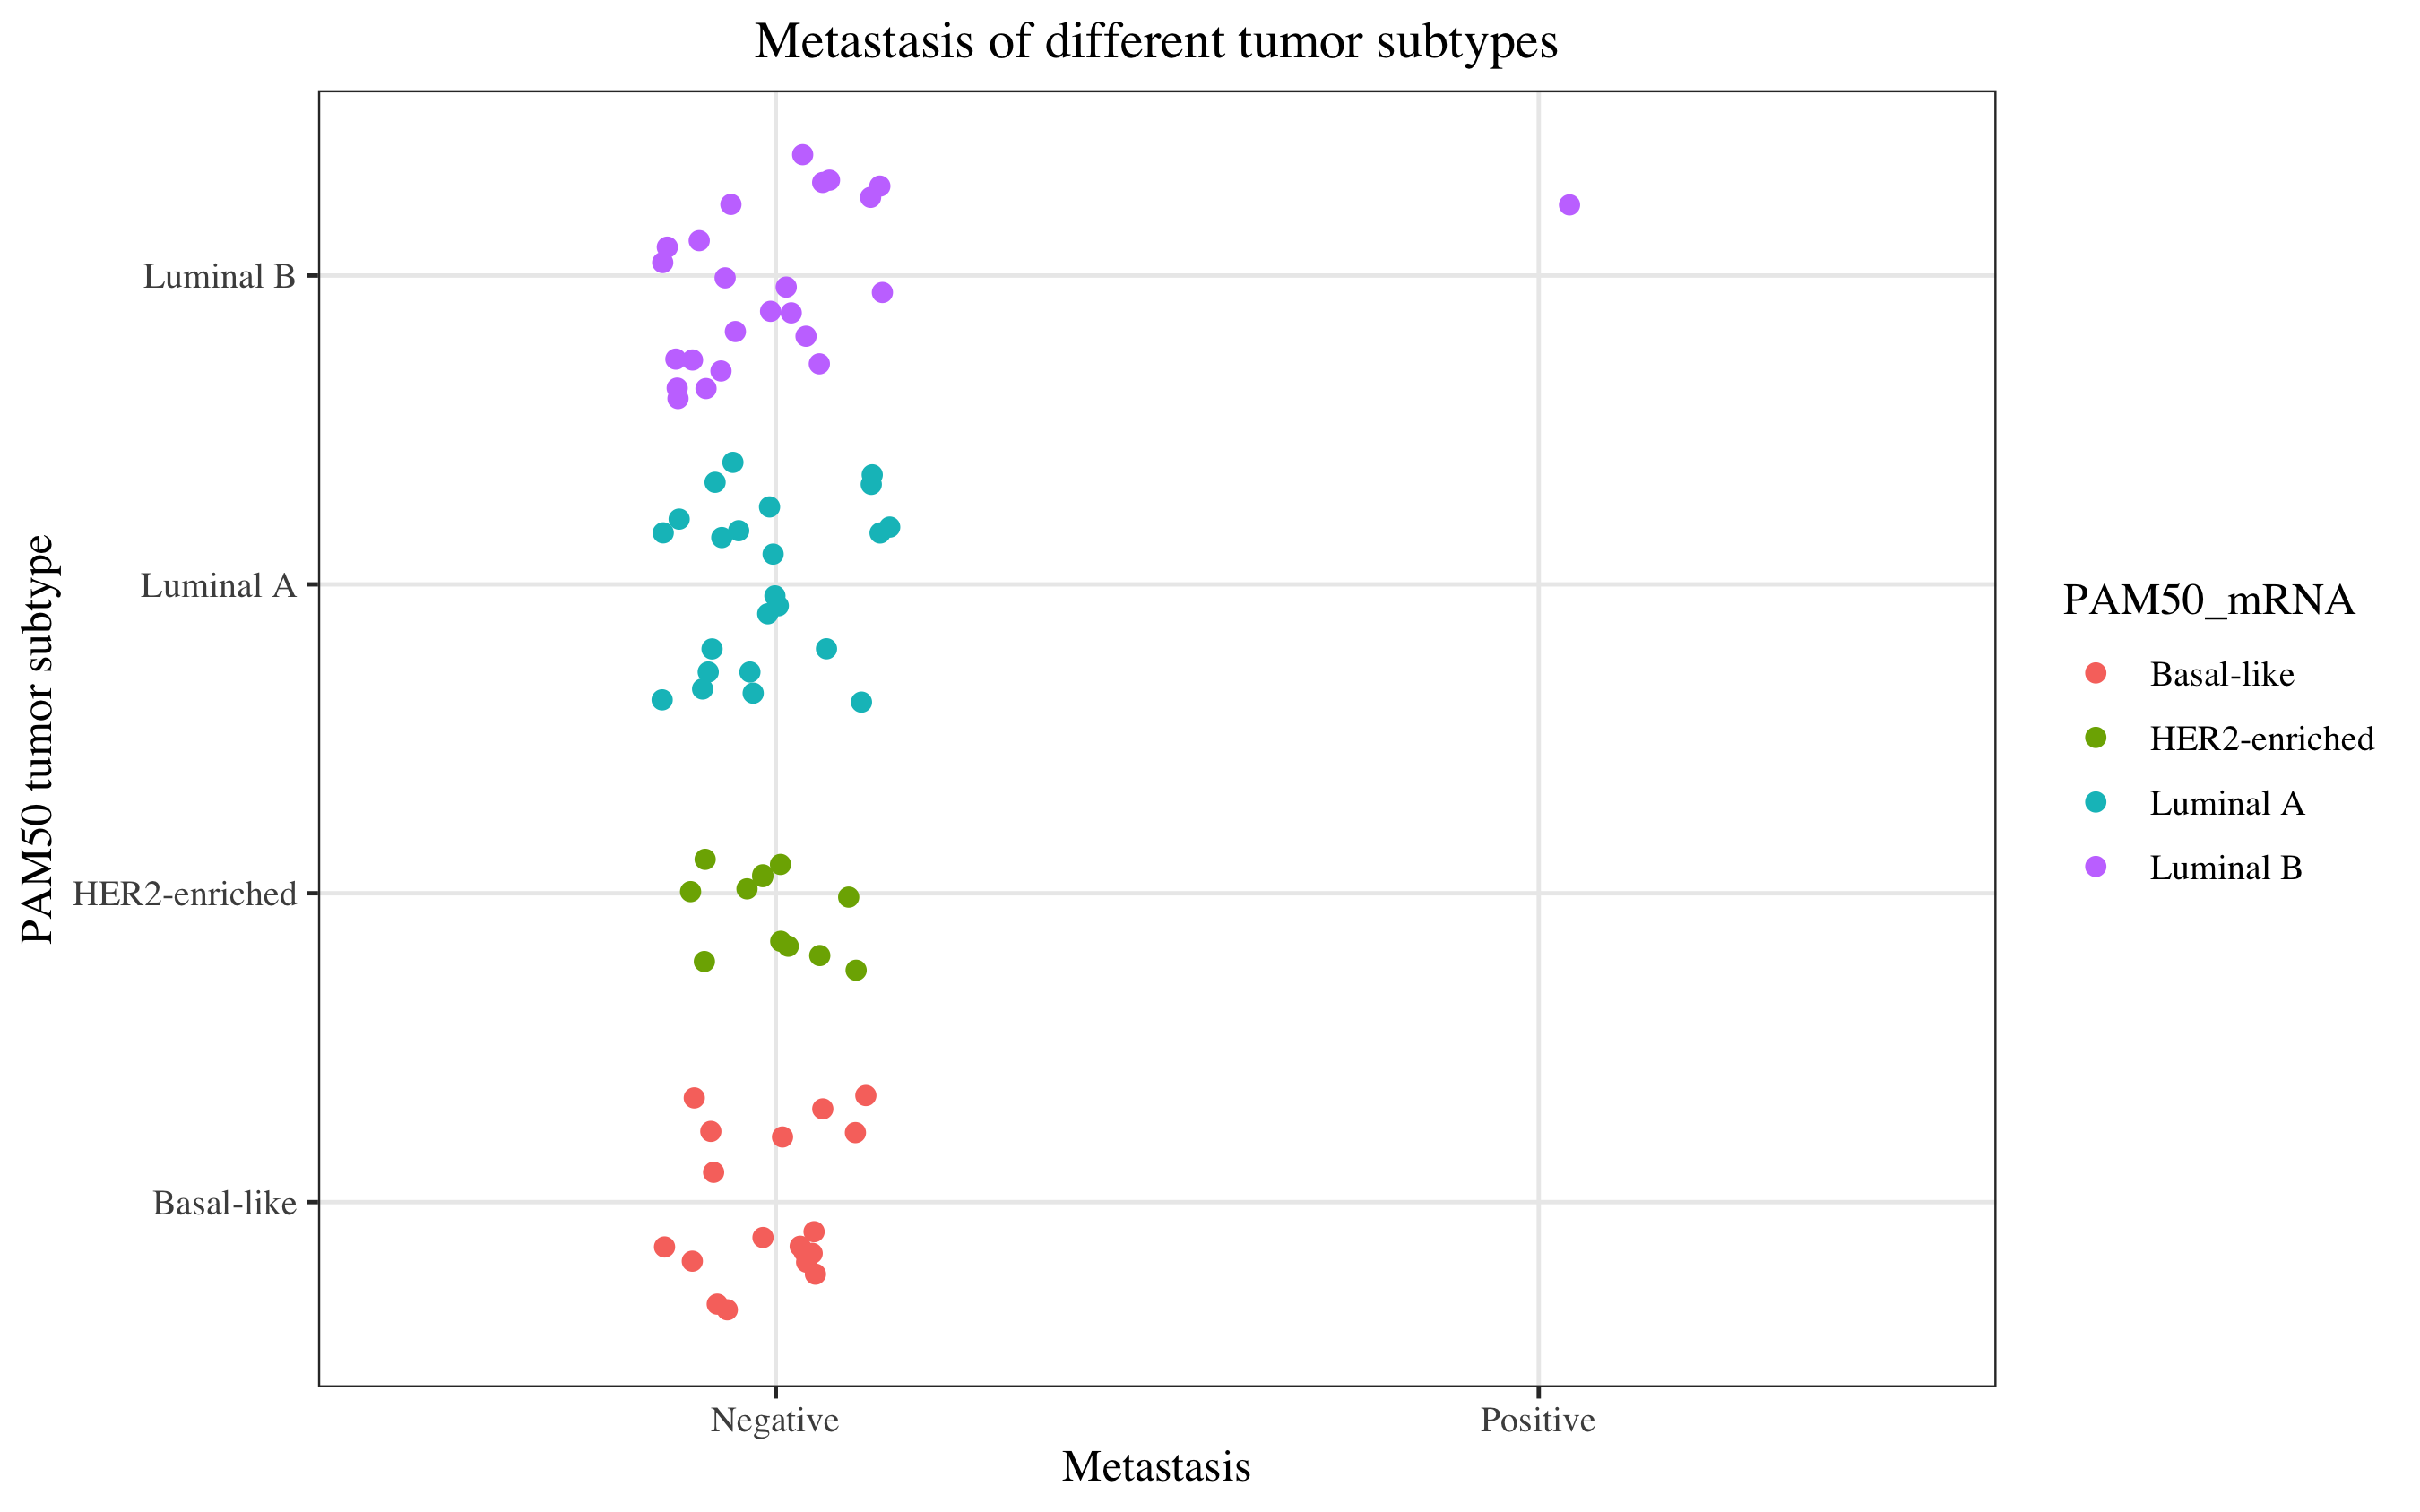 Metastasis of different tumor subtypes
PAM50 tumor subtype
Luminal B
Luminal A
HER2-enriched
Basal-like
Negative
Positive
Metastasis
PAM50_mRNA
Basal-like
HER2-enriched
Luminal A
Luminal B